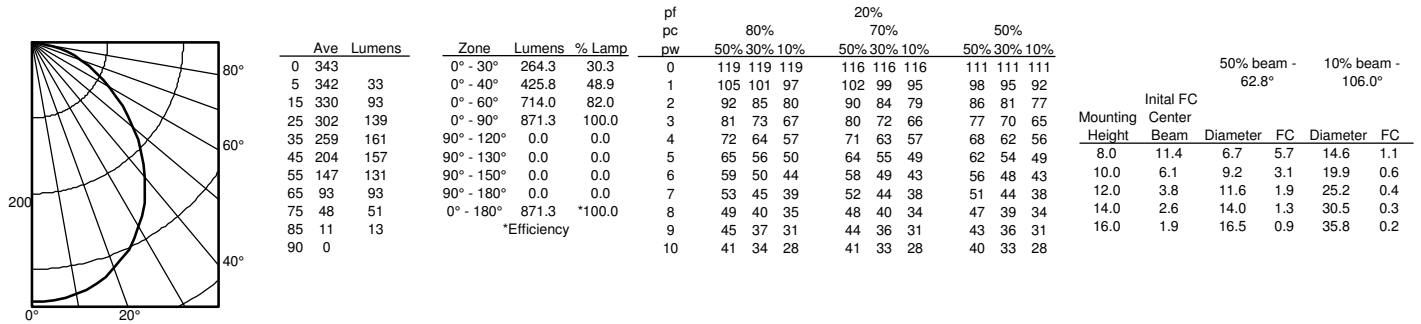 80°
60°
200
40°
0° 20°
Ave Lumens
0 343
5 342 33
15 330 93
25 302 139
35 259 161
45 204 157
55 147 131
65 93 93
75 48 51
85 11 13
90 0
Zone Lumens % Lamp
0° - 30° 264.3 30.3
0° - 40° 425.8 48.9
0° - 60° 714.0 82.0
0° - 90° 871.3 100.0
90° - 120° 0.0 0.0
90° - 130° 0.0 0.0
90° - 150° 0.0 0.0
90° - 180° 0.0 0.0
0° - 180° 871.3 *100.0
*Efficiency
pf 20%
pc 80% 70% 50%
pw 50% 30% 10% 50% 30% 10% 50% 30% 10%
0 119 119 119 116 116 116 111 111 111
1 105 101 97 102 99 95 98 95 92
2 92 85 80 90 84 79 86 81 77
3 81 73 67 80 72 66 77 70 65
4 72 64 57 71 63 57 68 62 56
5 65 56 50 64 55 49 62 54 49
6 59 50 44 58 49 43 56 48 43
7 53 45 39 52 44 38 51 44 38
8 49 40 35 48 40 34 47 39 34
9 45 37 31 44 36 31 43 36 31
10 41 34 28 41 33 28 40 33 28
50% beam - 10% beam -
62.8° 106.0°
Inital FC
Mounting Center
Height Beam Diameter FC Diameter FC
8.0 11.4 6.7 5.7 14.6 1.1
10.0 6.1 9.2 3.1 19.9 0.6
12.0 3.8 11.6 1.9 25.2 0.4
14.0 2.6 14.0 1.3 30.5 0.3
16.0 1.9 16.5 0.9 35.8 0.2